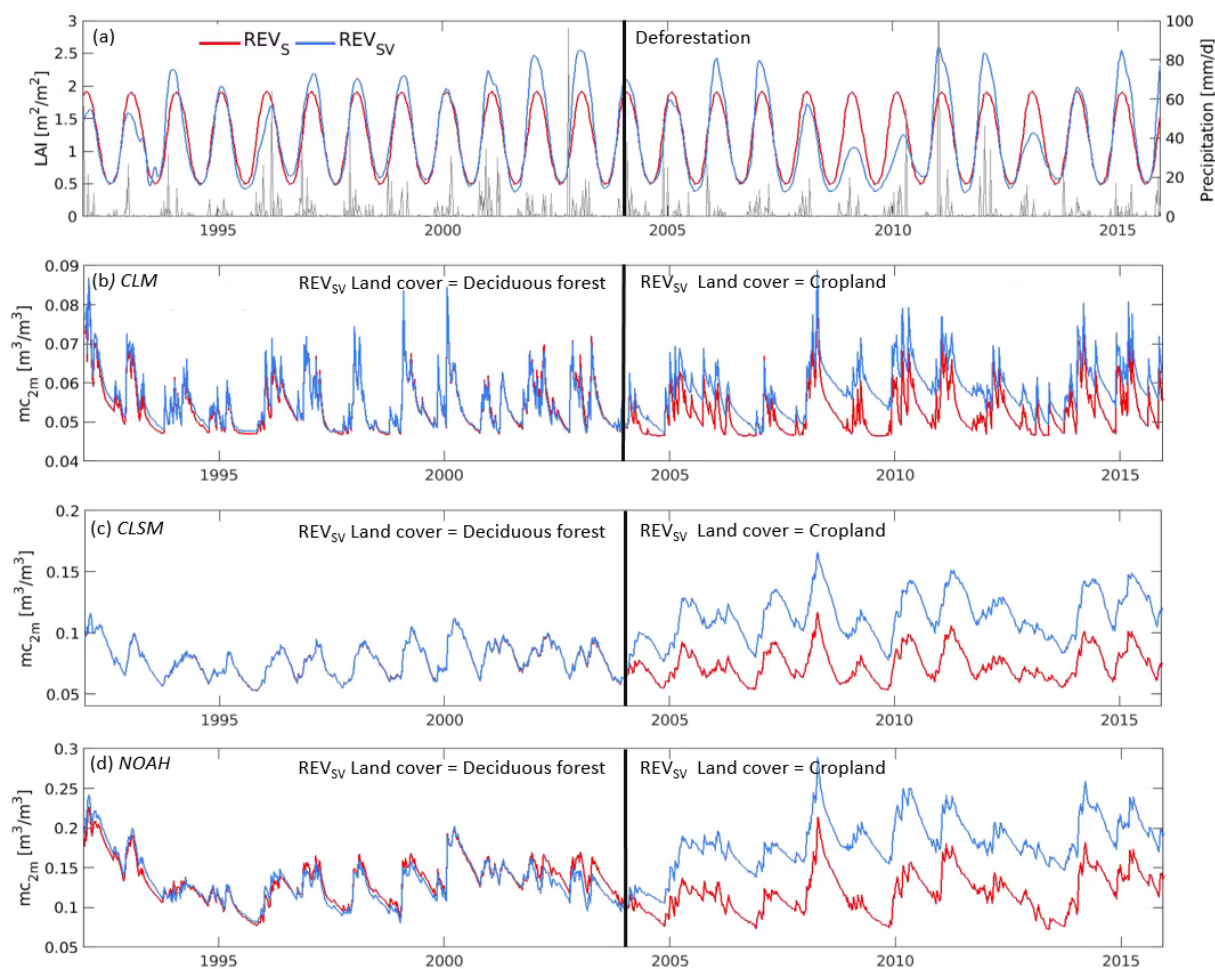 (a) REV_S REV_SV Deforestation
LAI [m²/m²]
3
2.5
2
1.5
1
0.5
0
100
80
60
40
20
0
Precipitation [mm/d]
1995 2000 2005 2010 2015
(b) CLM REV_SV Land cover = Deciduous forest REV_SV Land cover = Cropland
mc_2m [m³/m³]
0.09
0.08
0.07
0.06
0.05
0.04
1995 2000 2005 2010 2015
(c) CLSM REV_SV Land cover = Deciduous forest REV_SV Land cover = Cropland
mc_2m [m³/m³]
0.2
0.15
0.1
0.05
1995 2000 2005 2010 2015
(d) NOAH REV_SV Land cover = Deciduous forest REV_SV Land cover = Cropland
mc_2m [m³/m³]
0.3
0.25
0.2
0.15
0.1
0.05
1995 2000 2005 2010 2015